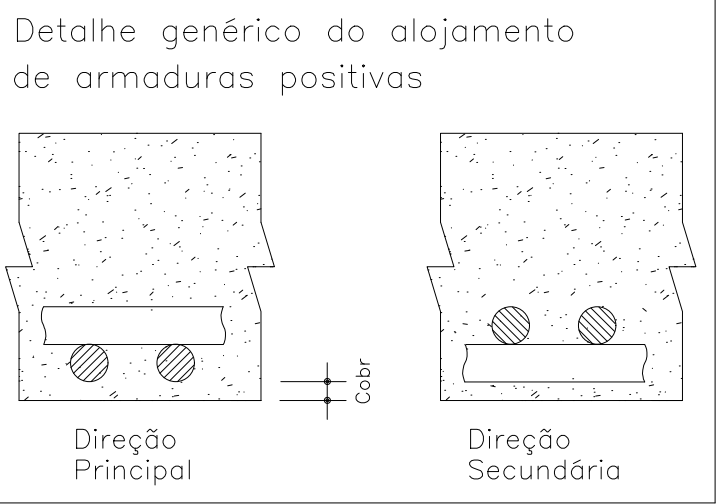 Detalhe genérico do alojamento
de armaduras positivas
Cobr
Direção
Principal
Direção
Secundária